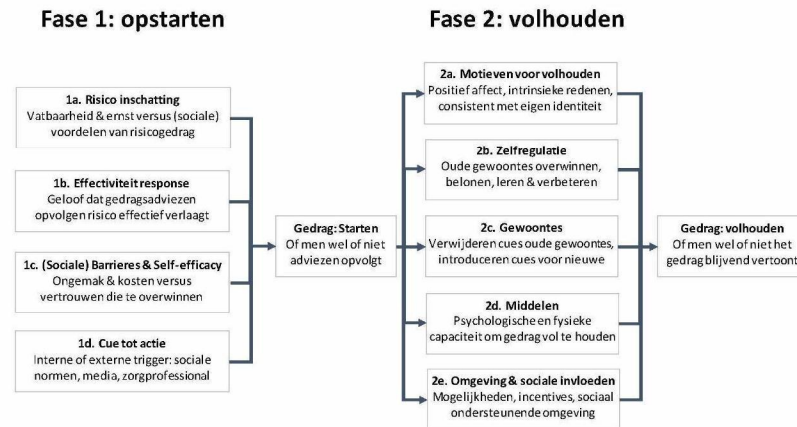 Fase 1: opstarten
1a. Risico inschatting
Vatbaarheid & ernst versus (sociale)
voordelen van risicogedrag
1b. Effectiviteit response
Geloof dat gedragsadviezen
opvolgen risico effectief verlaagt
1c. (Sociale) Barrieres & Self-efficacy
Ongemak & kosten versus
vertrouwen die te overwinnen
1d. Cue tot actie
Interne of externe trigger: sociale
normen, media, zorgprofessional
Gedrag: Starten
Of men wel of niet
adviezen opvolgt
Fase 2: volhouden
2a. Motieven voor volhouden
Positief affect, intrinsieke redenen,
consistent met eigen identiteit
2b. Zelfregulatie
Oude gewoontes overwinnen,
belonen, leren & verbeteren
2c. Gewoontes
Verwijderen cues oude gewoontes,
introduceren cues voor nieuwe
2d. Middelen
Psychologische en fysieke
capaciteit om gedrag vol te houden
2e. Omgeving & sociale invloeden
Mogelijkheden, incentives, sociaal
ondersteunende omgeving
Gedrag: volhouden
Of men wel of niet het
gedrag blijvend vertoont